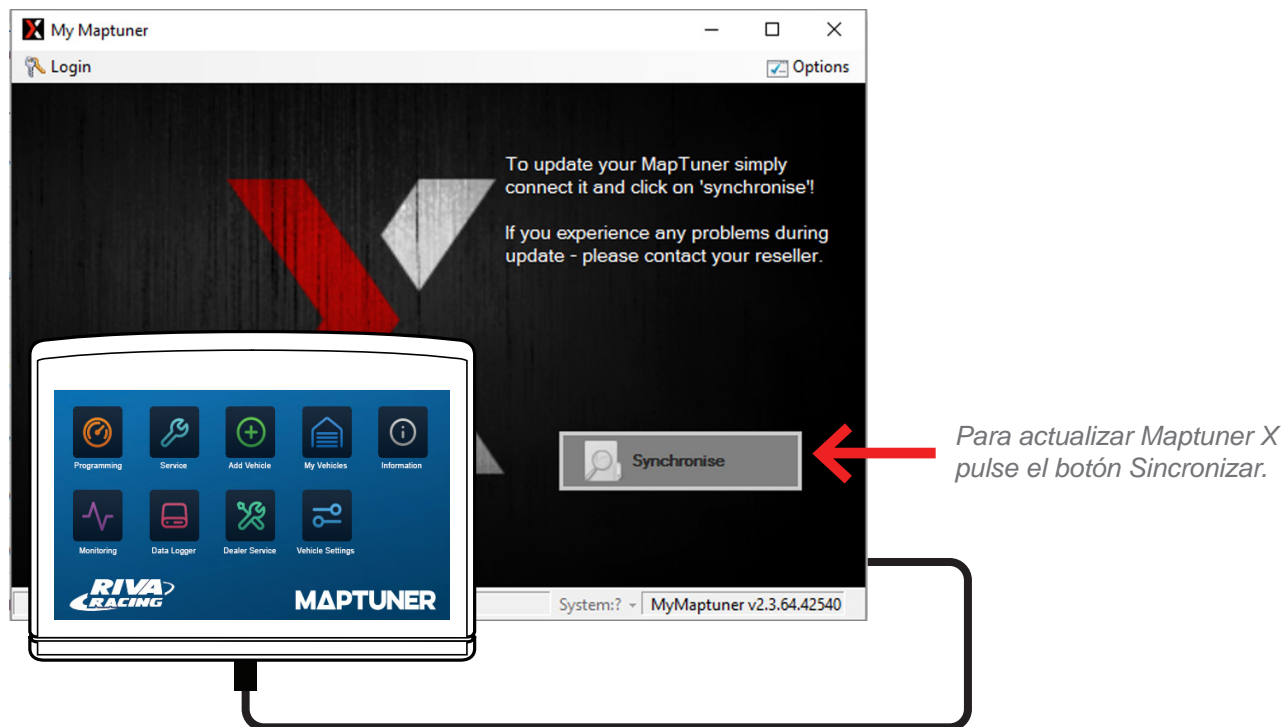 My Maptuner
Login
Options
To update your MapTuner simply
connect it and click on 'synchronise'!
If you experience any problems during
update - please contact your reseller.
Synchronise
Para actualizar Maptuner X
pulse el botón Sincronizar.
Programming
Service
Add Vehicle
My Vehicles
Information
Monitoring
Data Logger
Dealer Service
Vehicle Settings
RIVA
RACING
MAPTUNER
System:?
MyMaptuner v2.3.64.42540